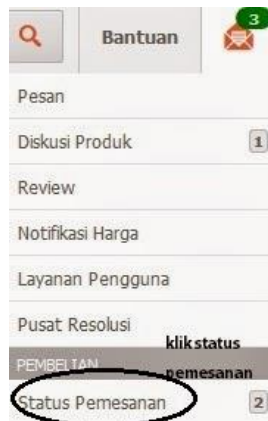 Bantuan
3
Pesan
Diskusi Produk 1
Review
Notifikasi Harga
Layanan Pengguna
Pusat Resolusi
klik status
PEMBELIAN pemesanan
Status Pemesanan 2